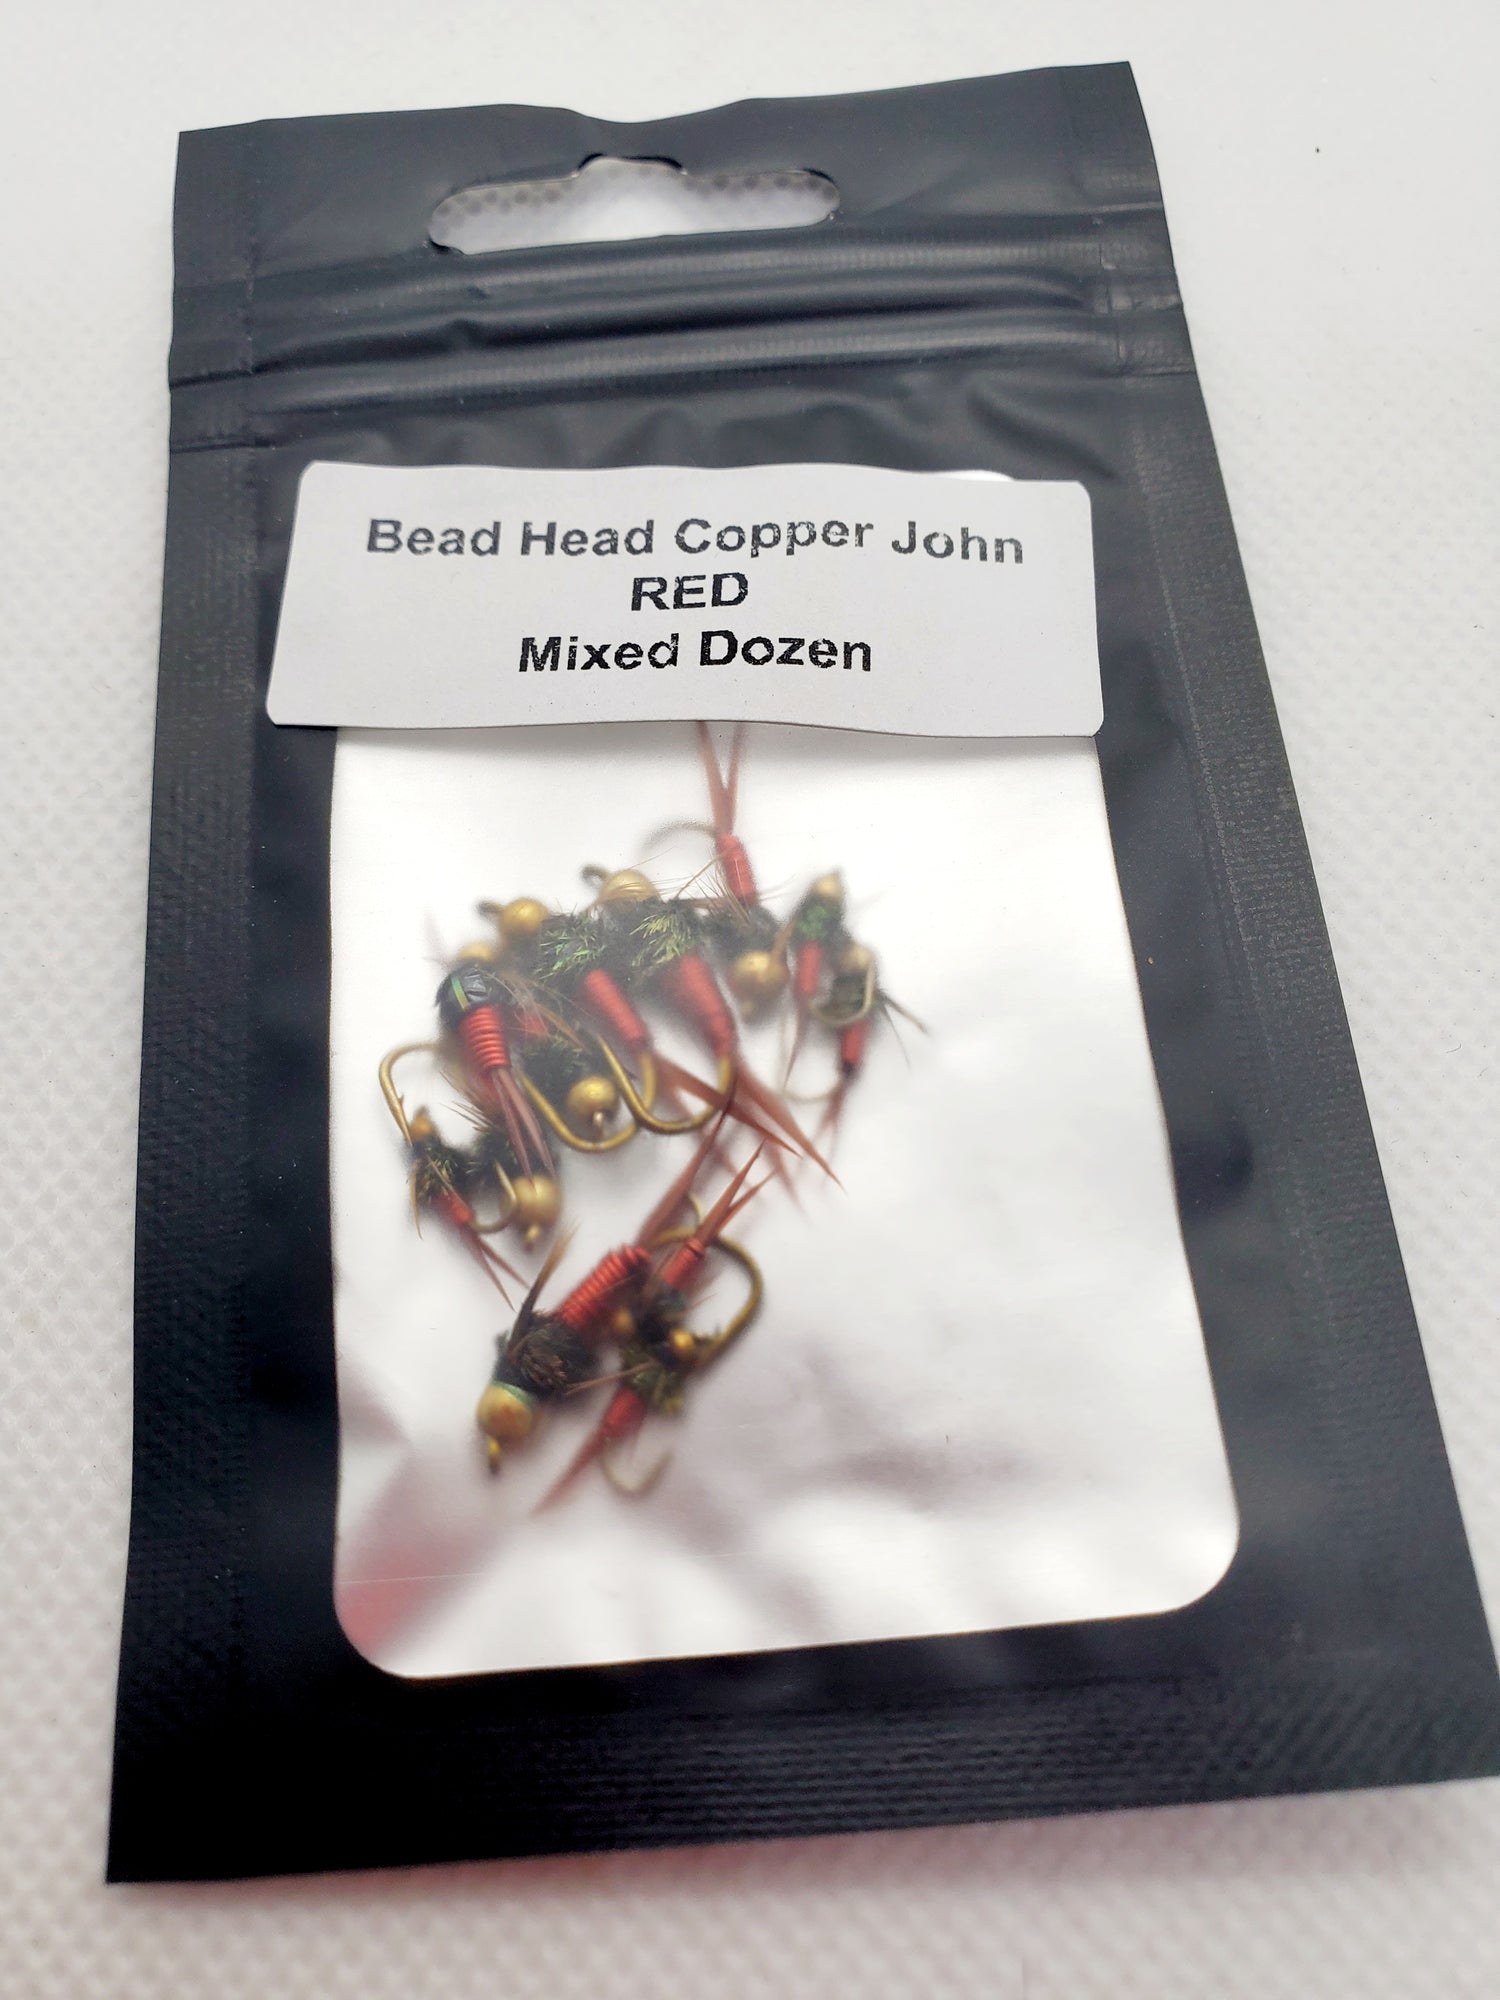 Bead Head Copper John
RED
Mixed Dozen